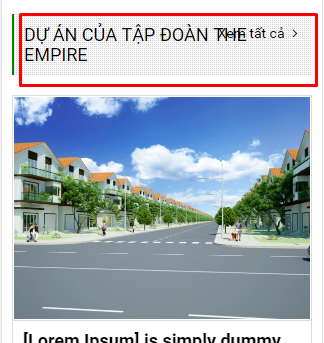 DỰ ÁN CỦA TẬP ĐOÀN THE
Xem tất cả >
EMPIRE
[Lorem Ipsum] is simply dummy